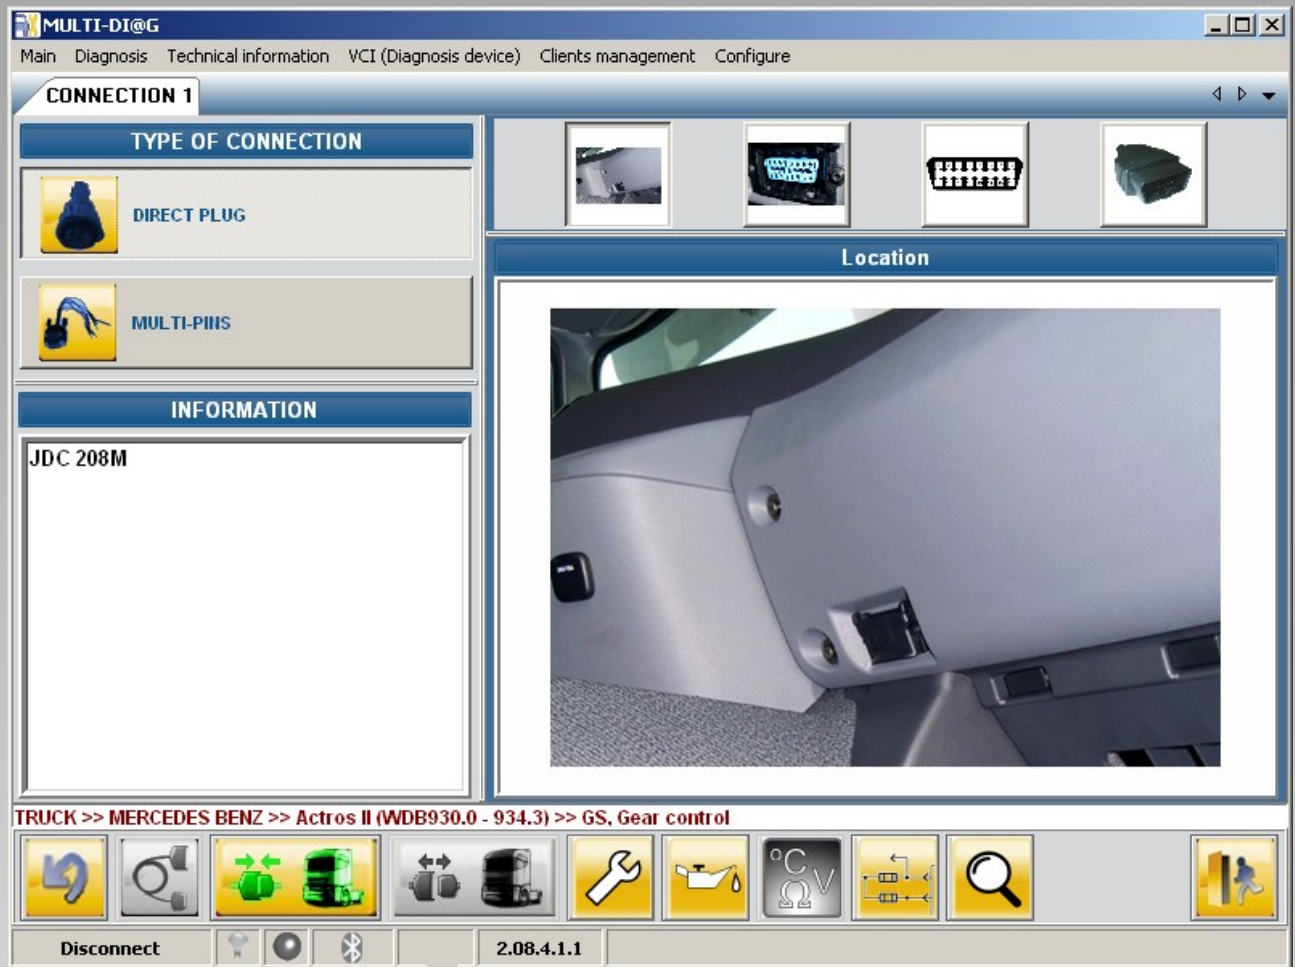 MULTI-DI@G
Main Diagnosis Technical information VCI (Diagnosis device) Clients management Configure
CONNECTION 1
TYPE OF CONNECTION
DIRECT PLUG
MULTI-PINS
INFORMATION
JDC 208M
Location
TRUCK >> MERCEDES BENZ >> Actros II (WDB930.0 - 934.3) >> GS, Gear control
°C
Ω V
Disconnect
2.08.4.1.1